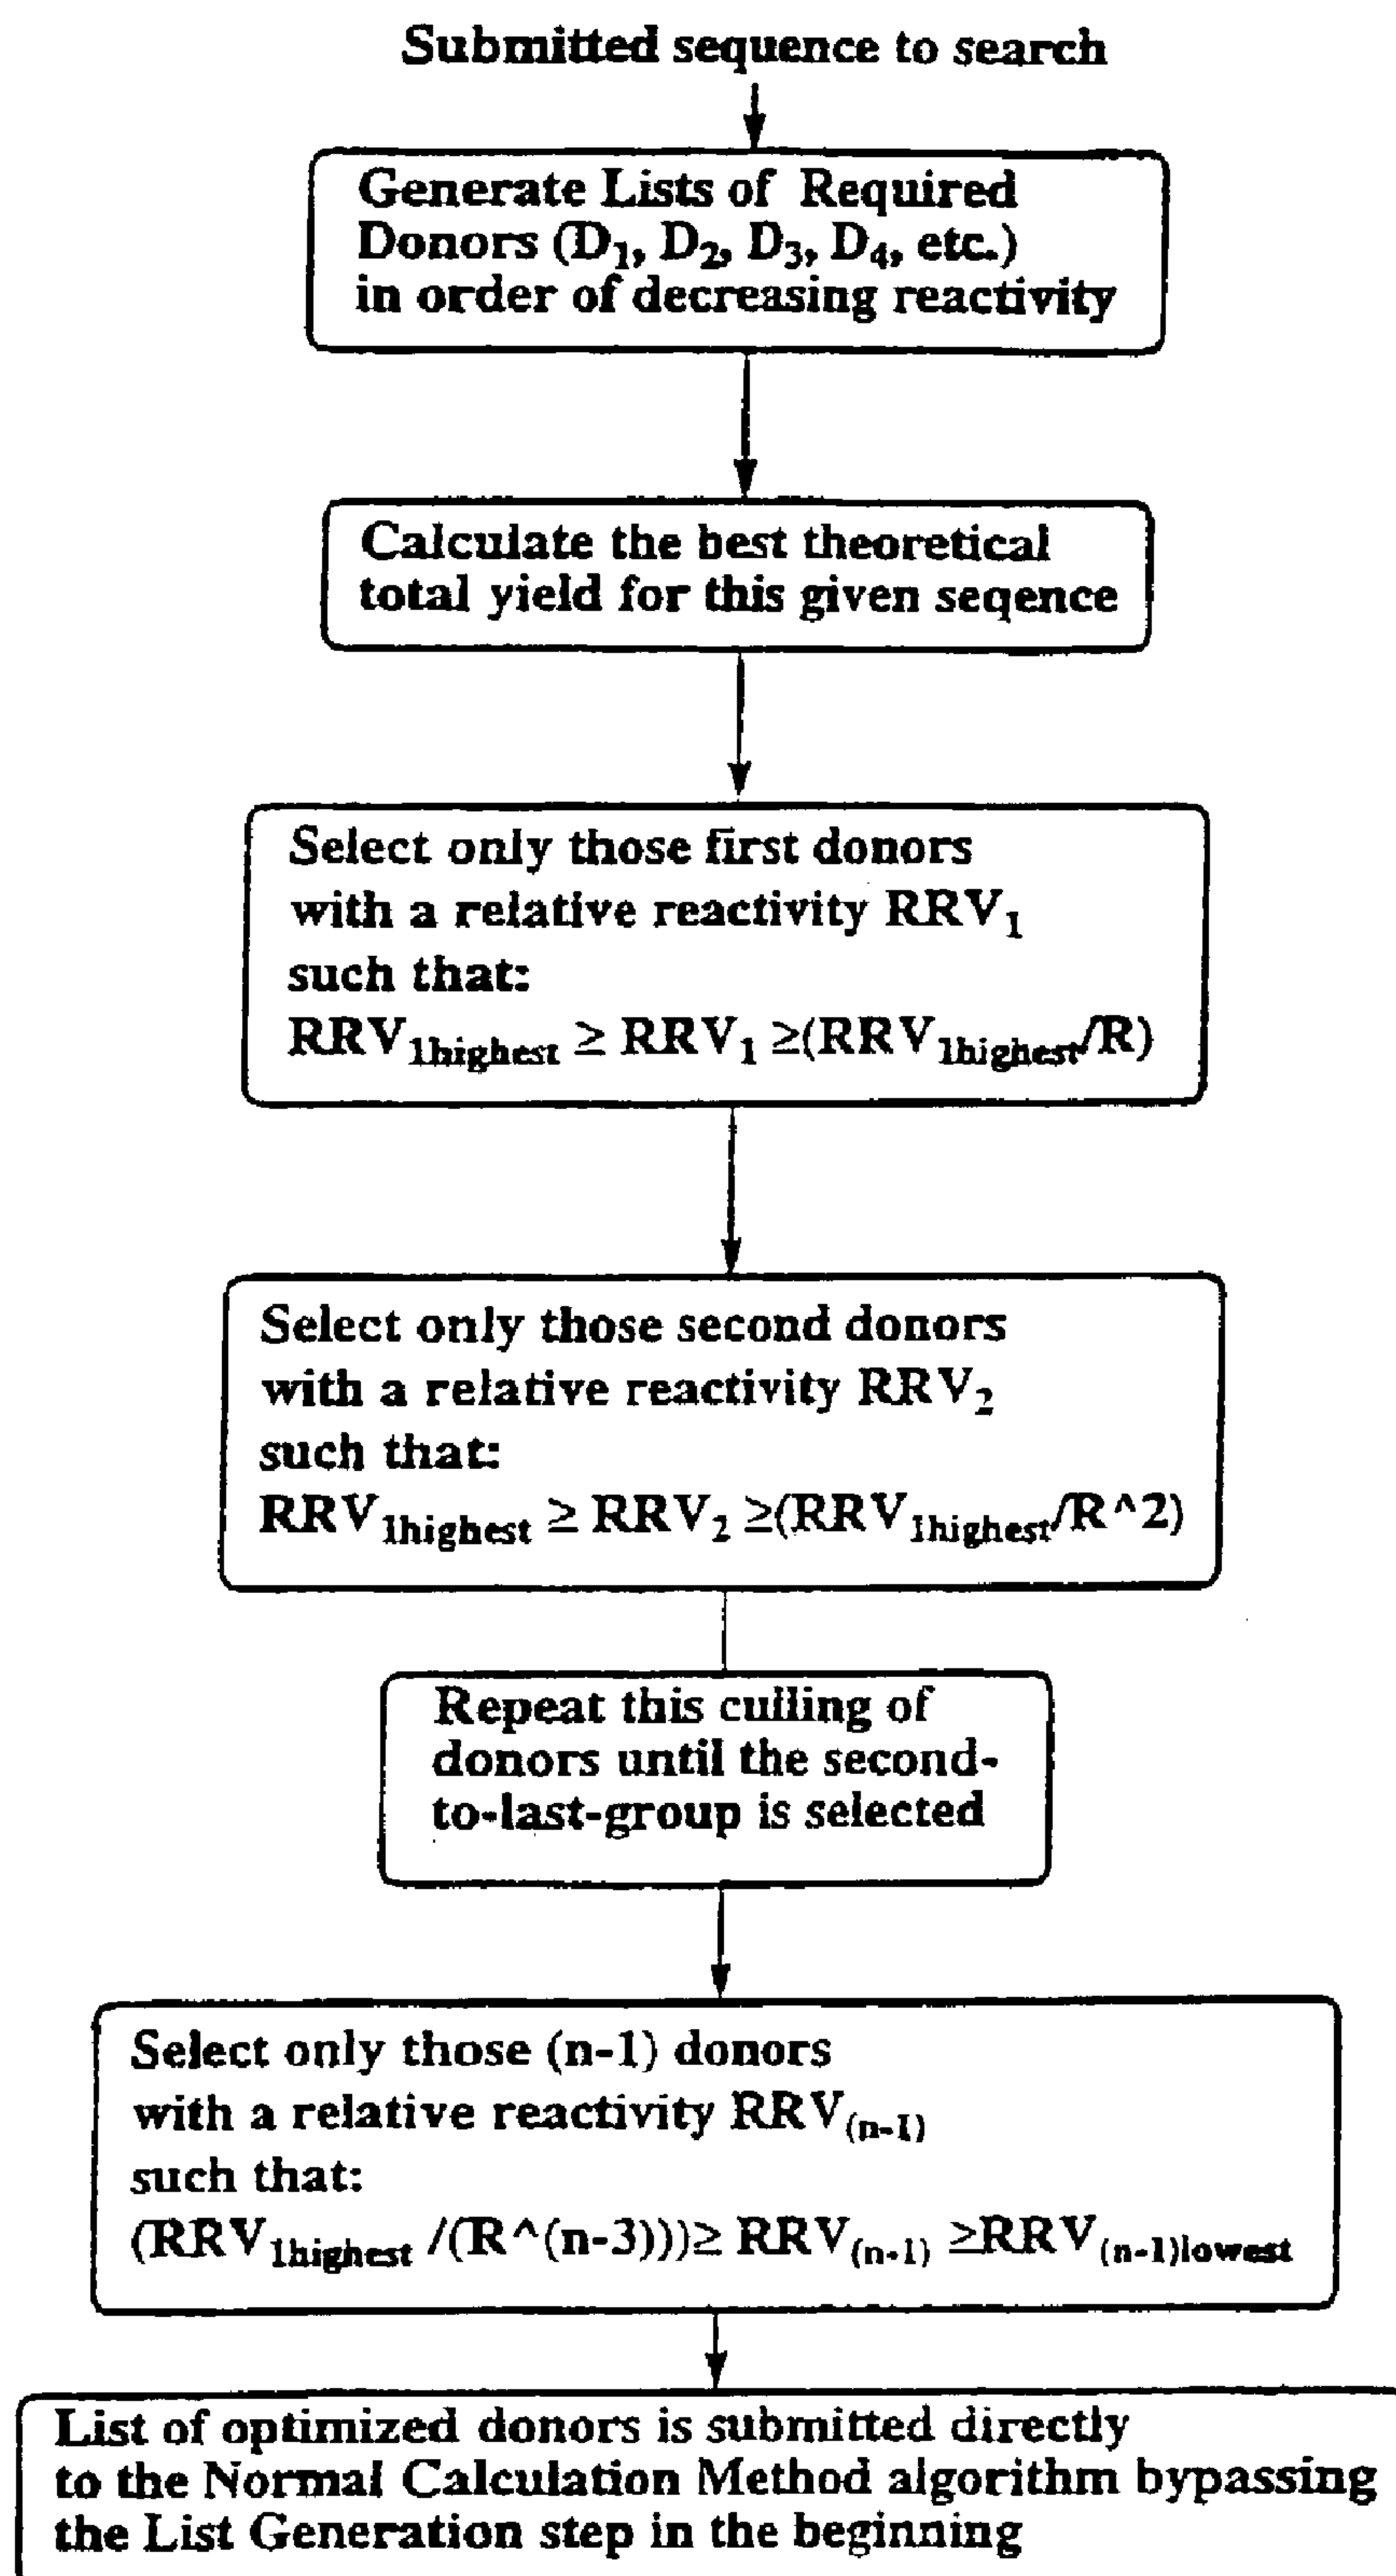 Submitted sequence to search
Generate Lists of Required
Donors (D₁, D₂, D₃, D₄, etc.)
in order of decreasing reactivity
Calculate the best theoretical
total yield for this given seqence
Select only those first donors
with a relative reactivity RRV₁
such that:
RRV₁highest ≥ RRV₁ ≥(RRV₁highest/R)
Select only those second donors
with a relative reactivity RRV₂
such that:
RRV₁highest ≥ RRV₂ ≥(RRV₁highest/R^2)
Repeat this culling of
donors until the second-
to-last-group is selected
Select only those (n-1) donors
with a relative reactivity RRV(n-1)
such that:
(RRV₁highest /(R^(n-3)))≥ RRV(n-1) ≥RRV(n-1)lowest
List of optimized donors is submitted directly
to the Normal Calculation Method algorithm bypassing
the List Generation step in the beginning